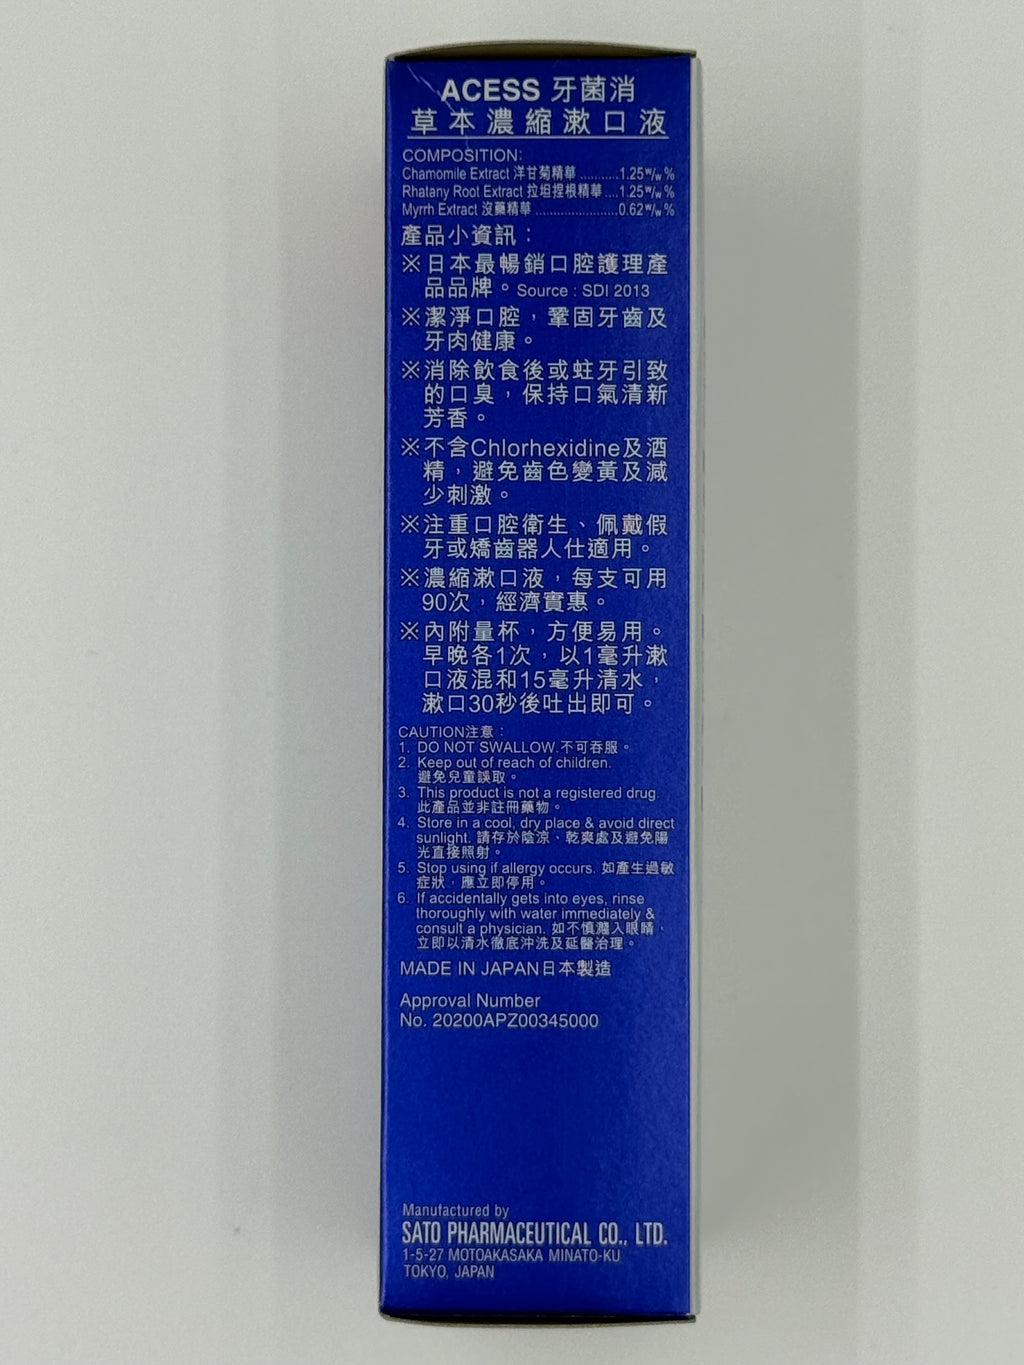 ACESS 牙菌消
草本濃縮漱口液
COMPOSITION:
Chamomile Extract 洋甘菊精華 ...........1.25 w/w %
Rhatany Root Extract 拉坦捏根精華....1.25 w/w %
Myrrh Extract 沒藥精華 ........................0.62 w/w %
產品小資訊：
※日本最暢銷口腔護理產
品品牌。Source : SDI 2013
※潔淨口腔，鞏固牙齒及
牙肉健康。
※消除飲食後或蛀牙引致
的口臭，保持口氣清新
芳香。
※不含Chlorhexidine及酒
精，避免齒色變黃及減
少刺激。
※注重口腔衛生、佩戴假
牙或矯齒器人仕適用。
※濃縮漱口液，每支可用
90次，經濟實惠。
※內附量杯，方便易用。
早晚各1次，以1毫升漱
口液混和15毫升清水，
漱口30秒後吐出即可。
CAUTION注意：
1. DO NOT SWALLOW.不可吞服。
2. Keep out of reach of children.
避免兒童誤取。
3. This product is not a registered drug.
此產品並非註冊藥物。
4. Store in a cool, dry place & avoid direct
sunlight. 請存於陰涼、乾爽處及避免陽
光直接照射。
5. Stop using if allergy occurs. 如產生過敏
症狀，應立即停用。
6. If accidentally gets into eyes, rinse
thoroughly with water immediately &
consult a physician. 如不慎濺入眼睛，
立即以清水徹底沖洗及延醫治理。
MADE IN JAPAN日本製造
Approval Number
No. 20200APZ00345000
Manufactured by
SATO PHARMACEUTICAL CO., LTD.
1-5-27 MOTOAKASAKA MINATO-KU
TOKYO, JAPAN